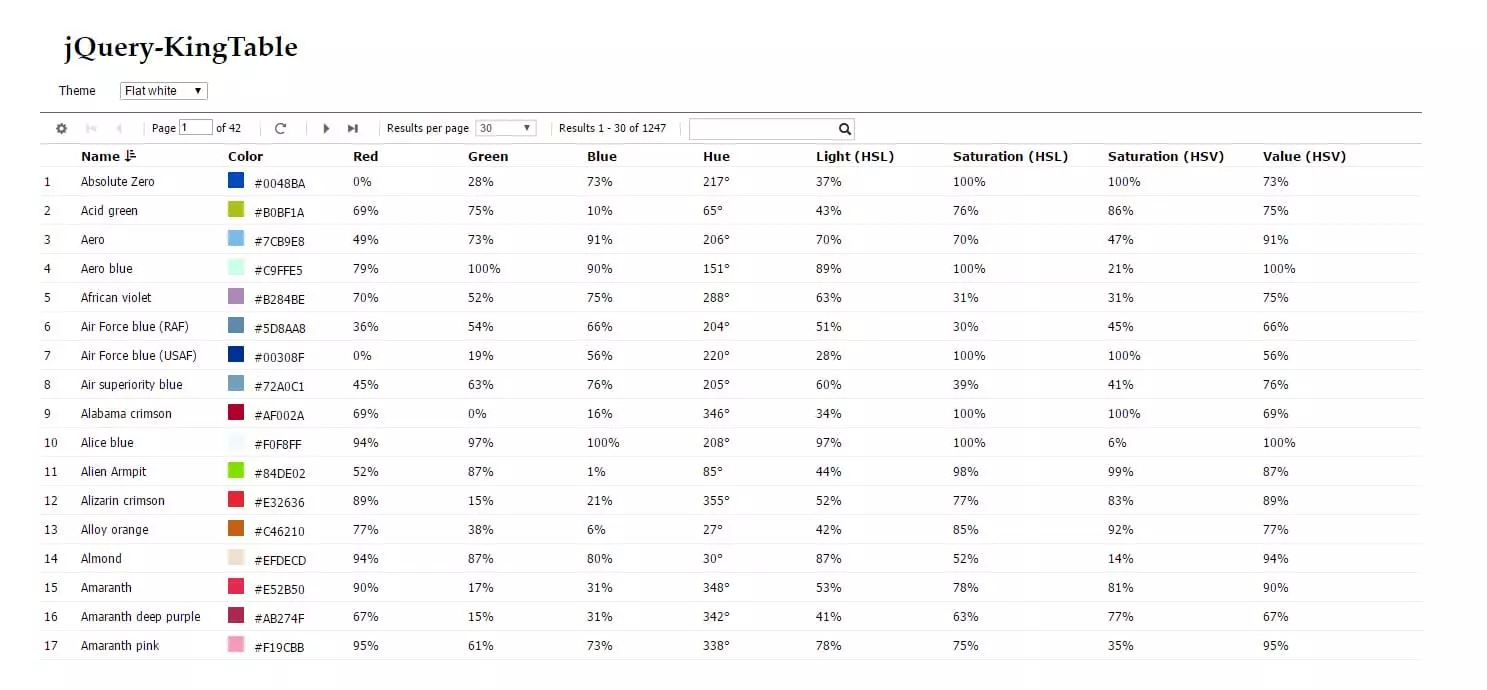 jQuery-KingTable
Theme Flat white
Page 1 of 42 Results per page 30 Results 1 - 30 of 1247
Name Color Red Green Blue Hue Light (HSL) Saturation (HSL) Saturation (HSV) Value (HSV)
1 Absolute Zero #0048BA 0% 28% 73% 217° 37% 100% 100% 73%
2 Acid green #B0BF1A 69% 75% 10% 65° 43% 76% 86% 75%
3 Aero #7CB9E8 49% 73% 91% 206° 70% 70% 47% 91%
4 Aero blue #C9FFE5 79% 100% 90% 151° 89% 100% 21% 100%
5 African violet #B284BE 70% 52% 75% 288° 63% 31% 31% 75%
6 Air Force blue (RAF) #5D8AA8 36% 54% 66% 204° 51% 30% 45% 66%
7 Air Force blue (USAF) #00308F 0% 19% 56% 220° 28% 100% 100% 56%
8 Air superiority blue #72A0C1 45% 63% 76% 205° 60% 39% 41% 76%
9 Alabama crimson #AF002A 69% 0% 16% 346° 34% 100% 100% 69%
10 Alice blue #F0F8FF 94% 97% 100% 208° 97% 100% 6% 100%
11 Alien Armpit #84DE02 52% 87% 1% 85° 44% 98% 99% 87%
12 Alizarin crimson #E32636 89% 15% 21% 355° 52% 77% 83% 89%
13 Alloy orange #C46210 77% 38% 6% 27° 42% 85% 92% 77%
14 Almond #EFDECD 94% 87% 80% 30° 87% 52% 14% 94%
15 Amaranth #E52B50 90% 17% 31% 348° 53% 78% 81% 90%
16 Amaranth deep purple #AB274F 67% 15% 31% 342° 41% 63% 77% 67%
17 Amaranth pink #F19CBB 95% 61% 73% 338° 78% 75% 35% 95%